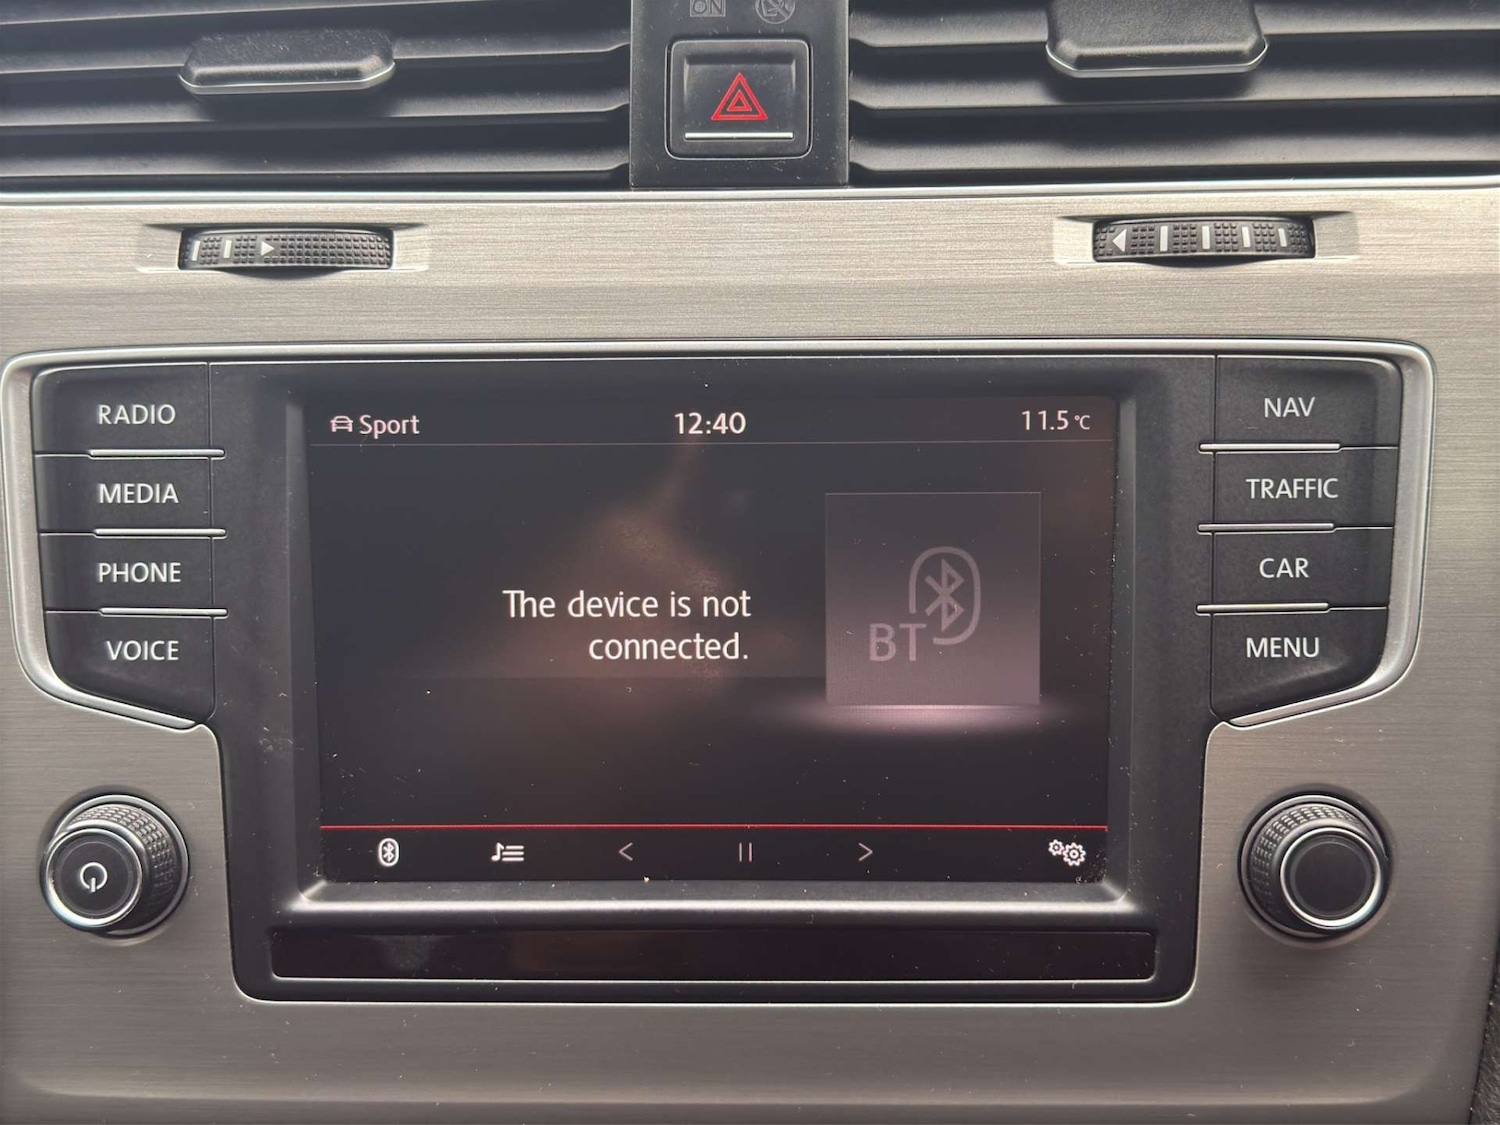 ON
RADIO
MEDIA
PHONE
VOICE
Sport
12:40
11.5 °C
The device is not
connected.
BT
NAV
TRAFFIC
CAR
MENU